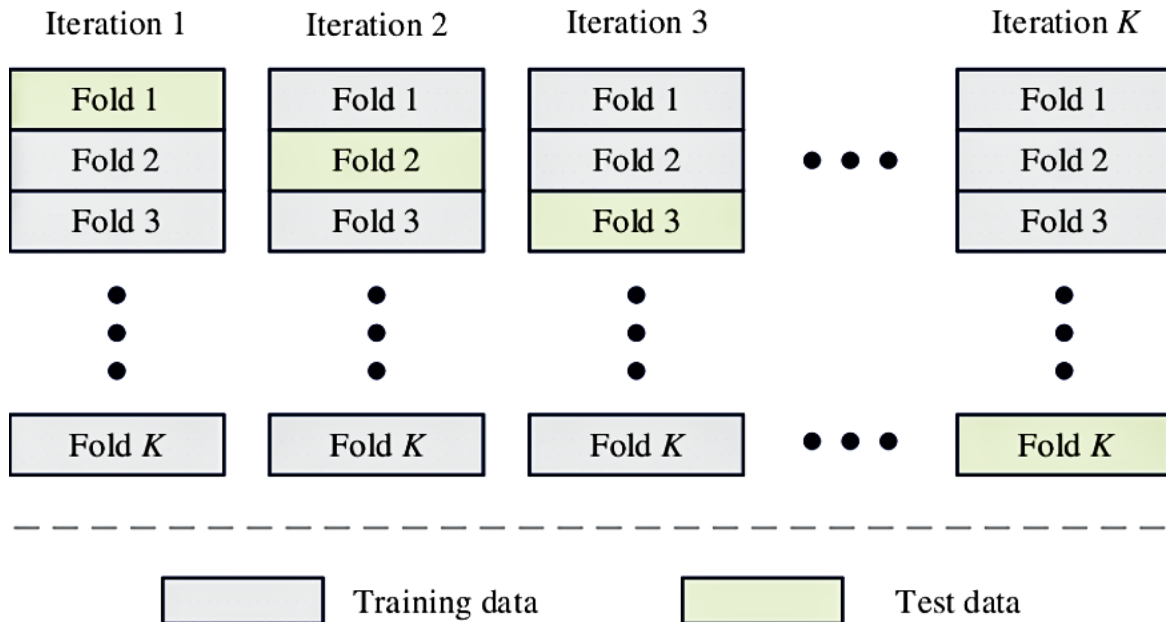 Iteration 1 Iteration 2 Iteration 3 Iteration K
Fold 1 Fold 1 Fold 1 Fold 1
Fold 2 Fold 2 Fold 2 Fold 2
Fold 3 Fold 3 Fold 3 Fold 3
Fold K Fold K Fold K Fold K
Training data Test data